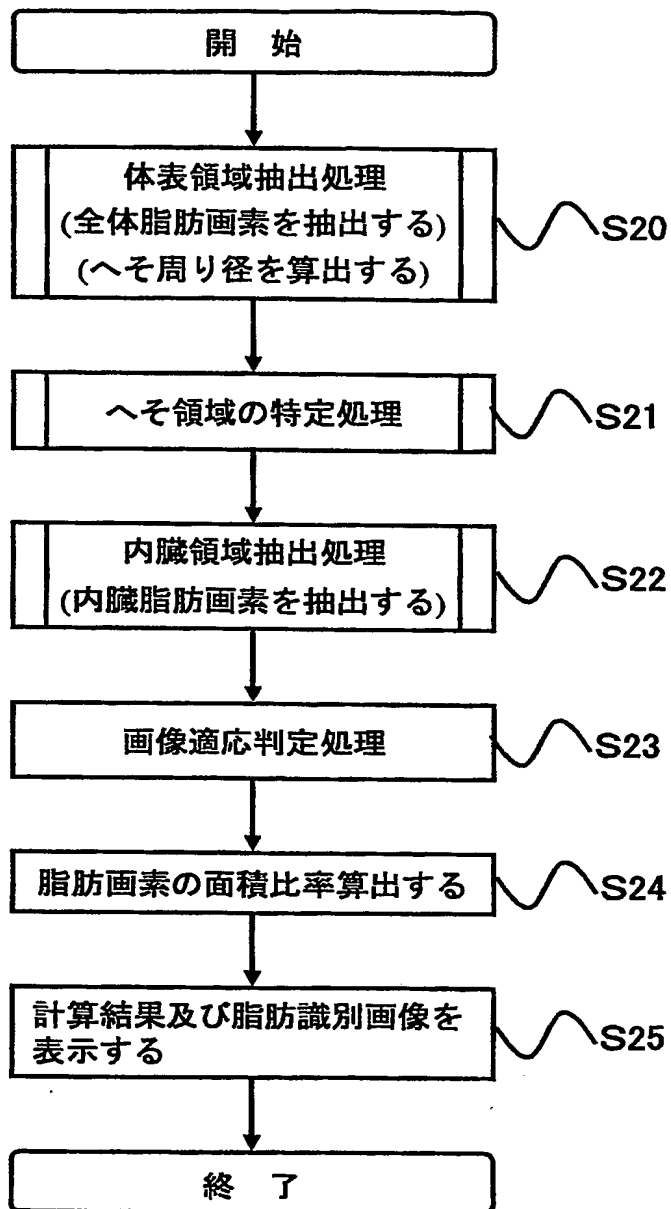 開 始
体表領域抽出処理
(全体脂肪画素を抽出する)
(へそ周り径を算出する)
S20
へそ領域の特定処理
S21
内臓領域抽出処理
(内臓脂肪画素を抽出する)
S22
画像適応判定処理
S23
脂肪画素の面積比率算出する
S24
計算結果及び脂肪識別画像を
表示する
S25
終 了